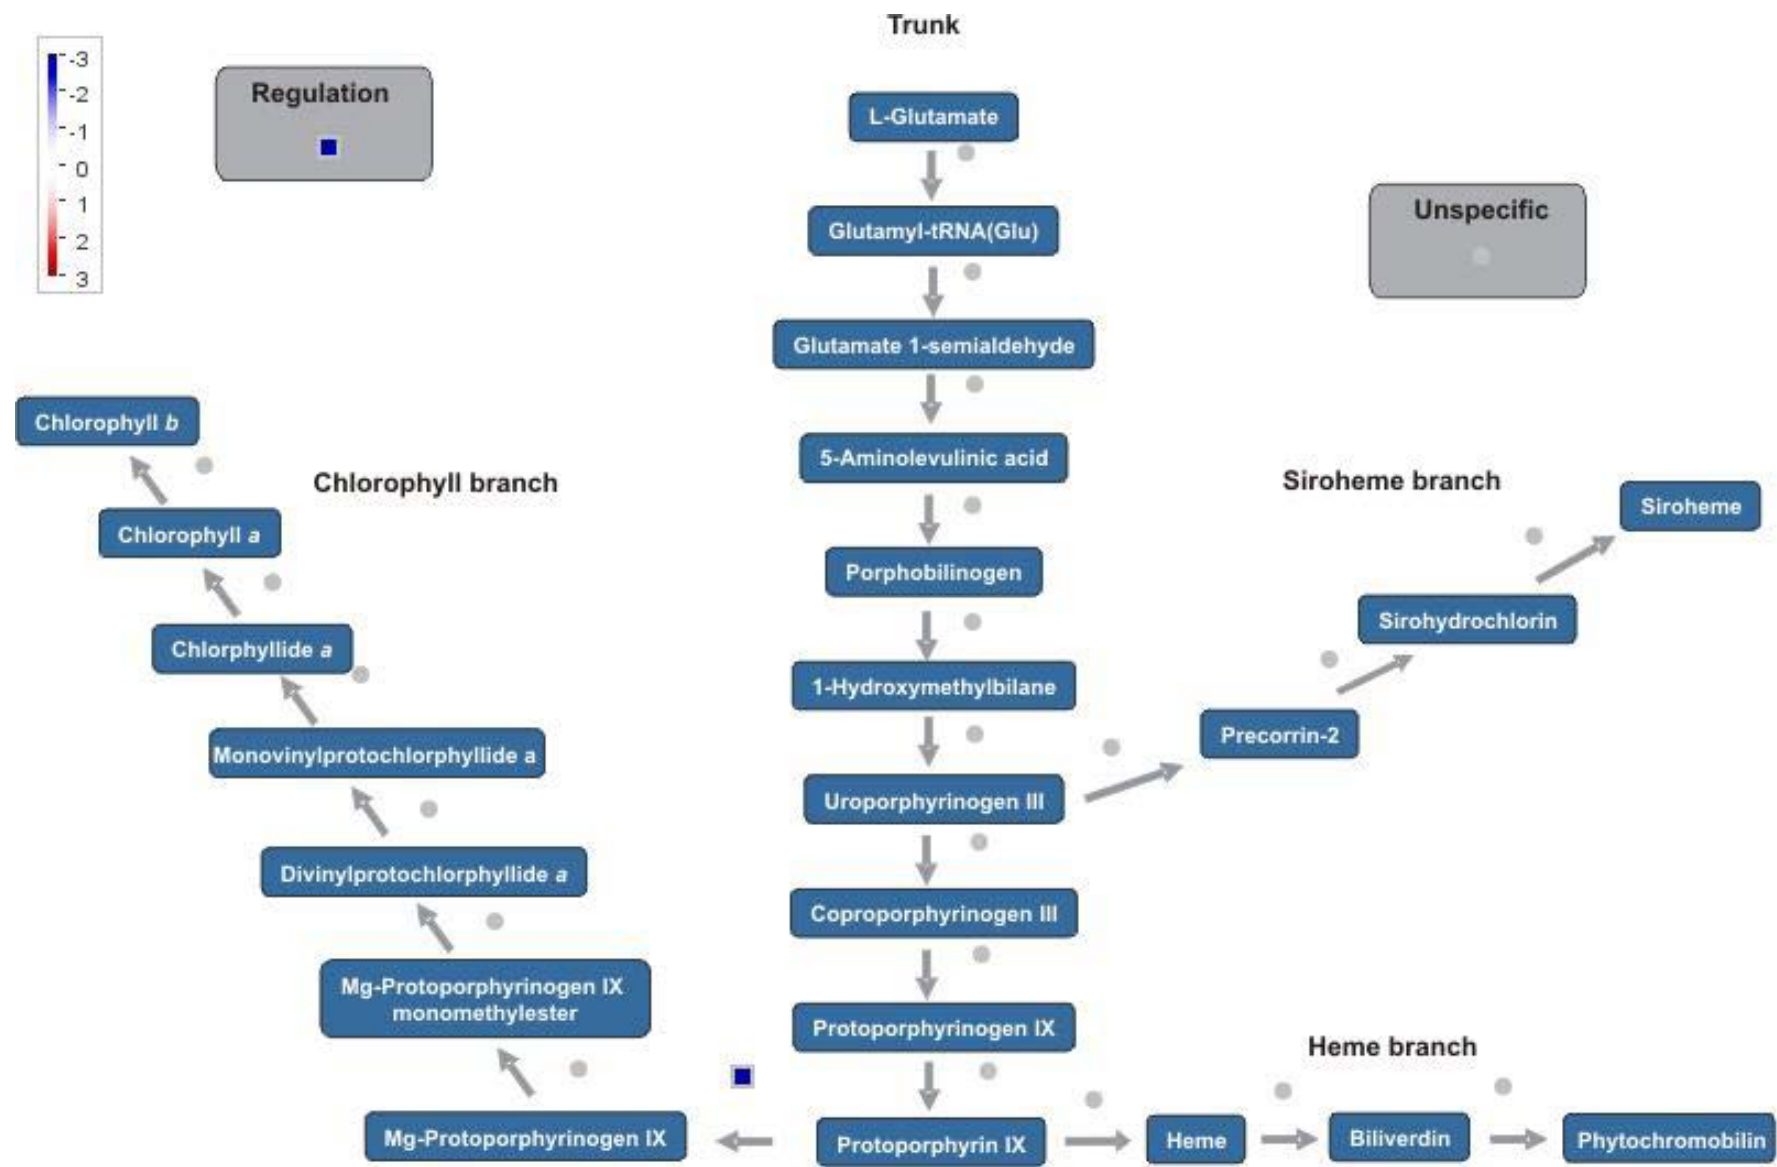 Trunk
-3
-2
-1
0
1
2
3
Regulation
L-Glutamate
Unspecific
Glutamyl-tRNA(Glu)
Glutamate 1-semialdehyde
Chlorophyll b
5-Aminolevulinic acid
Chlorophyll branch
Siroheme branch
Siroheme
Chlorophyll a
Porphobilinogen
Sirohydrochlorin
Chlorphyllide a
1-Hydroxymethylbilane
Precorrin-2
Monovinylprotochlorphyllide a
Uroporphyrinogen III
Divinylprotochlorphyllide a
Coproporphyrinogen III
Mg-Protoporphyrinogen IX
monomethylester
Protoporphyrinogen IX
Heme branch
Mg-Protoporphyrinogen IX
Protoporphyrin IX
Heme
Biliverdin
Phytochromobilin